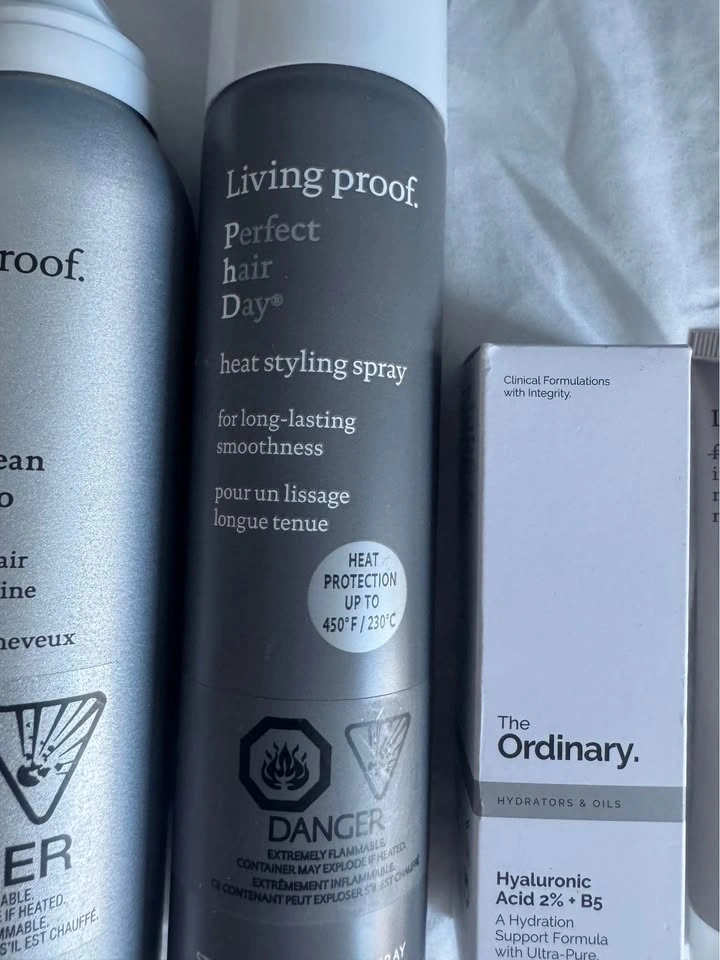 roof.
ean
o
air
ine
heveux
ER
ABLE.
IF HEATED.
MMABLE.
S'IL EST CHAUFFÉ.
Living proof.
Perfect
hair
Day®
heat styling spray
for long-lasting
smoothness
pour un lissage
longue tenue
HEAT
PROTECTION
UP TO
450°F / 230°C
DANGER
EXTREMELY FLAMMABLE.
CONTAINER MAY EXPLODE IF HEATED.
EXTRÊMEMENT INFLAMMABLE.
CE CONTENANT PEUT EXPLOSER S'IL EST CHAUFFÉ
Clinical Formulations
with Integrity.
The
Ordinary.
HYDRATORS & OILS
Hyaluronic
Acid 2% + B5
A Hydration
Support Formula
with Ultra-Pure,